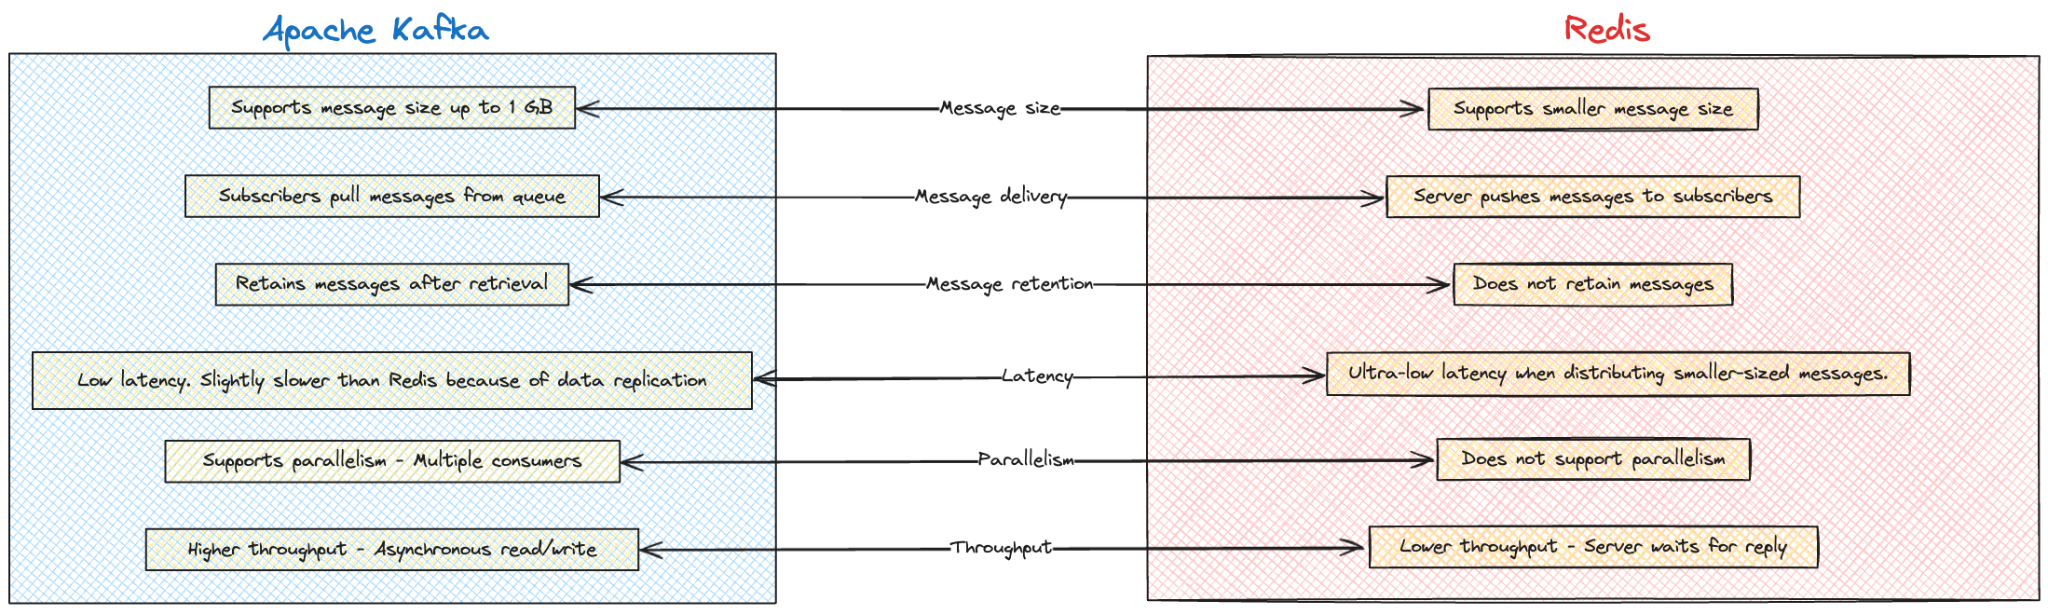 Apache Kafka
Redis
Supports message size up to 1 GB
Message size
Supports smaller message size
Subscribers pull messages from queue
Message delivery
Server pushes messages to subscribers
Retains messages after retrieval
Message retention
Does not retain messages
Low latency. Slightly slower than Redis because of data replication
Latency
Ultra-low latency when distributing smaller-sized messages.
Supports parallelism - Multiple consumers
Parallelism
Does not support parallelism
Higher throughput - Asynchronous read/write
Throughput
Lower throughput - Server waits for reply